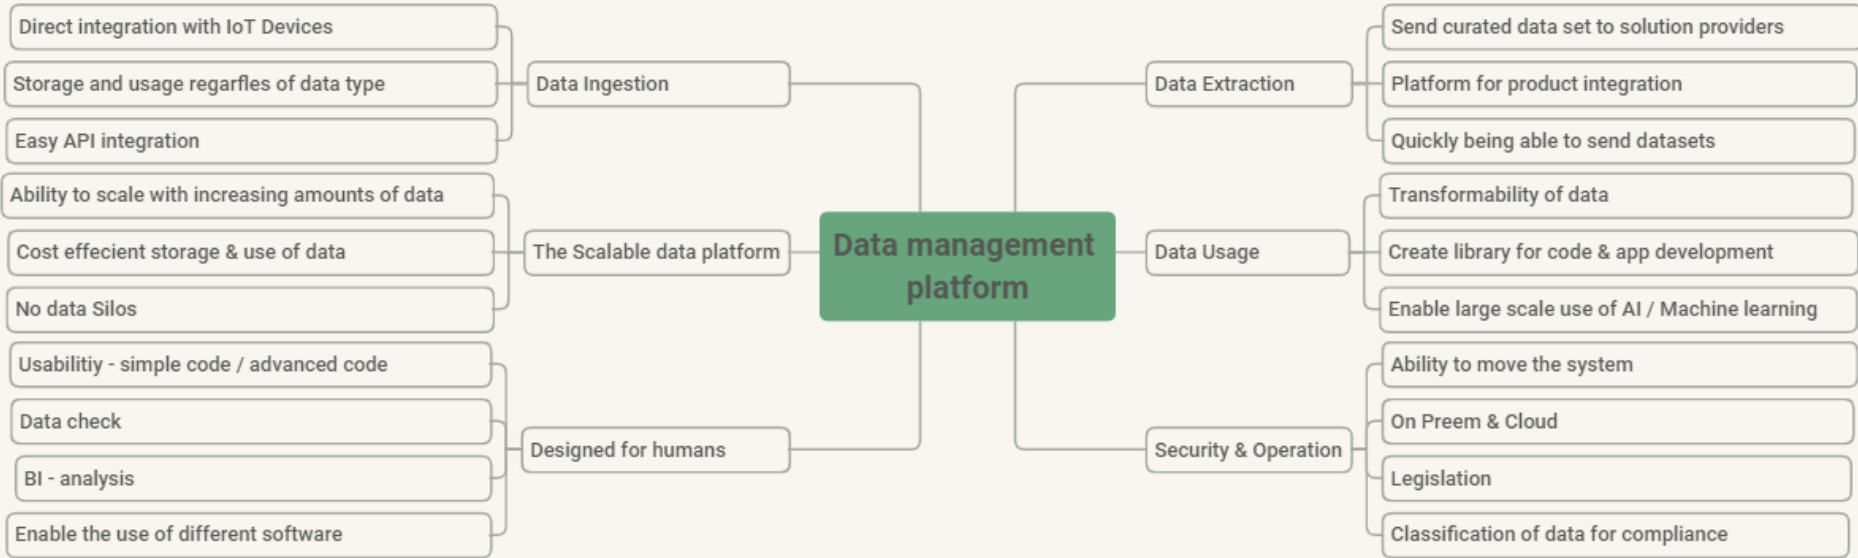 Direct integration with IoT Devices
Storage and usage regarfles of data type
Easy API integration
Data Ingestion
Ability to scale with increasing amounts of data
Cost effecient storage & use of data
No data Silos
The Scalable data platform
Usabilitiy - simple code / advanced code
Data check
BI - analysis
Enable the use of different software
Designed for humans
Data management
platform
Data Extraction
Send curated data set to solution providers
Platform for product integration
Quickly being able to send datasets
Data Usage
Transformability of data
Create library for code & app development
Enable large scale use of AI / Machine learning
Security & Operation
Ability to move the system
On Preem & Cloud
Legislation
Classification of data for compliance